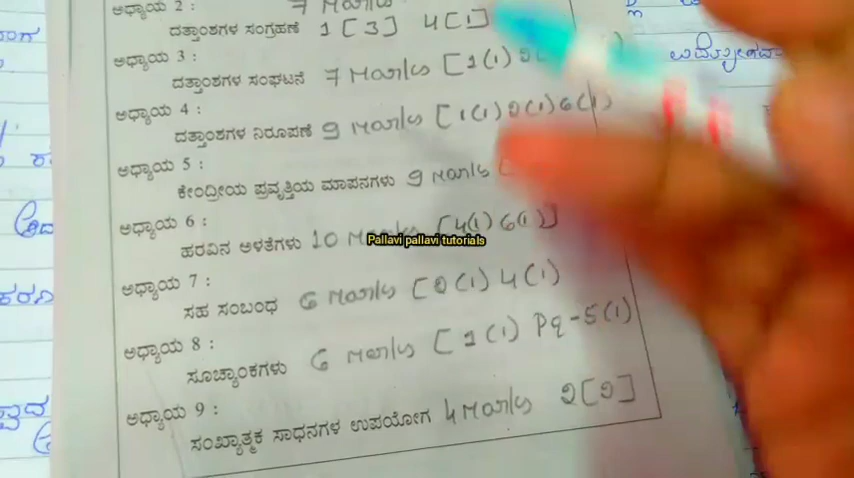 ಅಧ್ಯಾಯ 2 :
7 Marks
ದತ್ತಾಂಶಗಳ ಸಂಗ್ರಹಣೆ 1 [3] 4[1]
ಅಧ್ಯಾಯ 3 :
ದತ್ತಾಂಶಗಳ ಸಂಘಟನೆ 7 Marks [1(1)
ಅಧ್ಯಾಯ 4 :
ದತ್ತಾಂಶಗಳ ನಿರೂಪಣೆ 9 Marks [1(1) 2(1) 6(1)
ಅಧ್ಯಾಯ 5 :
ಕೇಂದ್ರೀಯ ಪ್ರವೃತ್ತಿಯ ಮಾಪನಗಳು 9 Marks
ಅಧ್ಯಾಯ 6 :
ಹರವಿನ ಅಳತೆಗಳು 10 Marks [4(1) 6(1)]
Pallavi pallavi tutorials
ಅಧ್ಯಾಯ 7 :
ಸಹ ಸಂಬಂಧ 6 Marks [2(1) 4(1)
ಅಧ್ಯಾಯ 8 :
ಸೂಚ್ಯಾಂಕಗಳು 6 Marks [1(1) Pq-5(1)
ಅಧ್ಯಾಯ 9 :
ಸಂಖ್ಯಾತ್ಮಕ ಸಾಧನಗಳ ಉಪಯೋಗ 4 Marks 2[2]